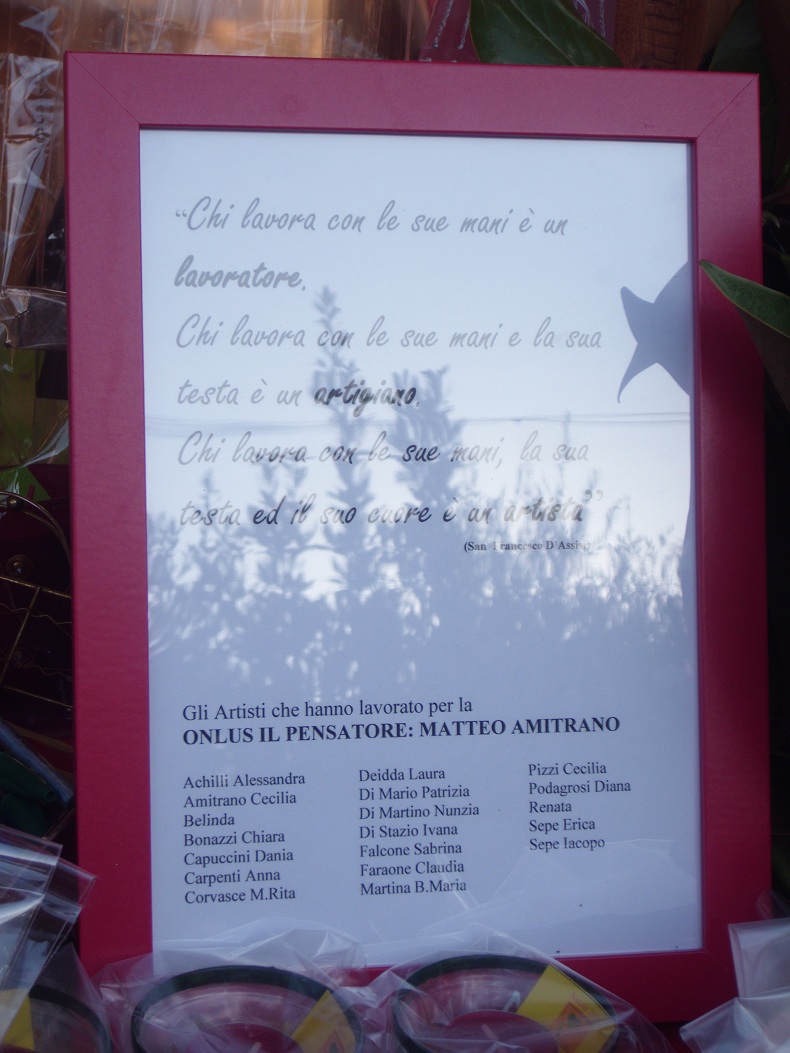 “Chi lavora con le sue mani è un
lavoratore.
Chi lavora con le sue mani e la sua
testa è un artigiano.
Chi lavora con le sue mani, la sua
testa ed il suo cuore è un artista”
(San Francesco D'Assisi)
Gli Artisti che hanno lavorato per la
ONLUS IL PENSATORE: MATTEO AMITRANO
Achilli Alessandra
Amitrano Cecilia
Belinda
Bonazzi Chiara
Capuccini Dania
Carpenti Anna
Corvasce M.Rita
Deidda Laura
Di Mario Patrizia
Di Martino Nunzia
Di Stazio Ivana
Falcone Sabrina
Faraone Claudia
Martina B.Maria
Pizzi Cecilia
Podagrosi Diana
Renata
Sepe Erica
Sepe Iacopo